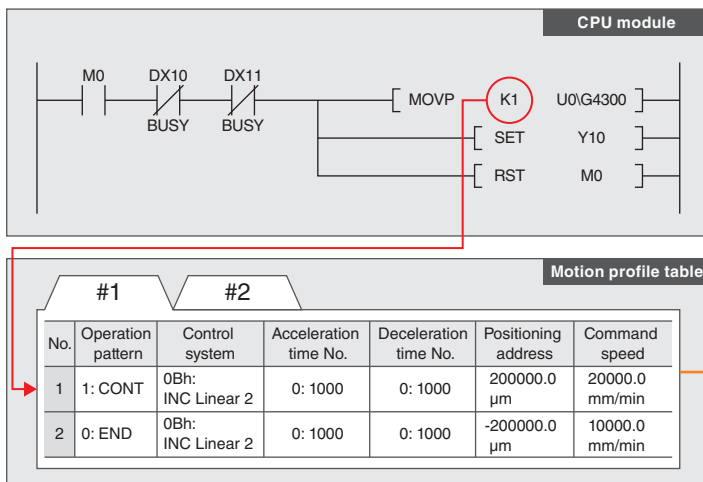 CPU module
M0 DX10 DX11
MOVP K1 U0\G4300
BUSY BUSY
SET Y10
RST M0
Motion profile table
#1 #2
No. Operation pattern Control system Acceleration time No. Deceleration time No. Positioning address Command speed
1 1: CONT 0Bh: INC Linear 2 0: 1000 0: 1000 200000.0 µm 20000.0 mm/min
2 0: END 0Bh: INC Linear 2 0: 1000 0: 1000 -200000.0 µm 10000.0 mm/min